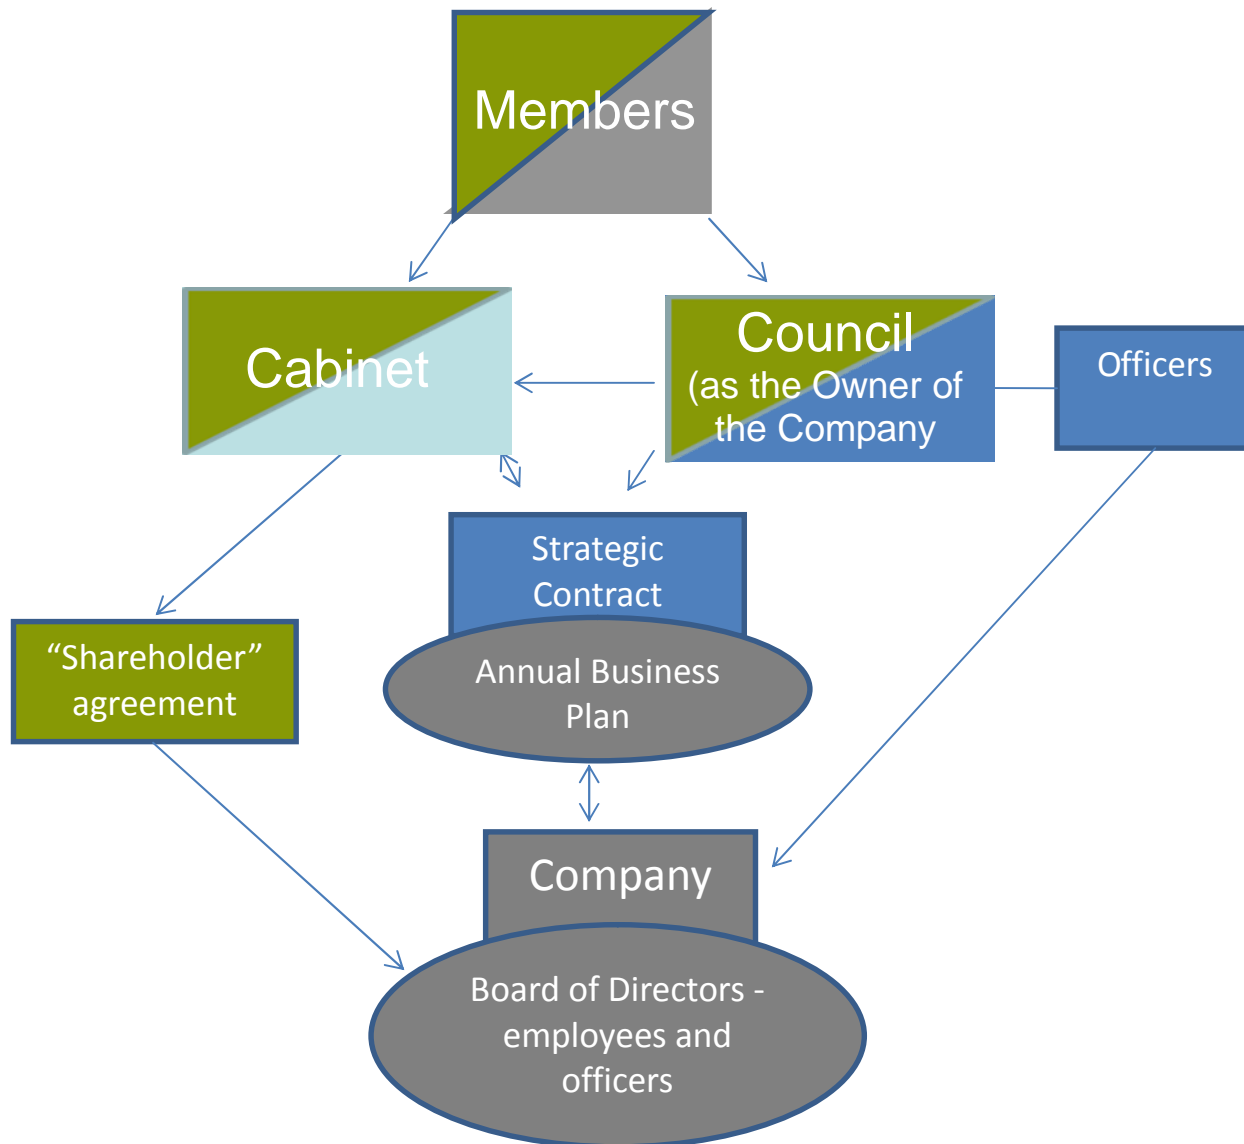 Members
Cabinet
Council
(as the Owner of
the Company
Officers
Strategic
Contract
“Shareholder”
agreement
Annual Business
Plan
Company
Board of Directors -
employees and
officers